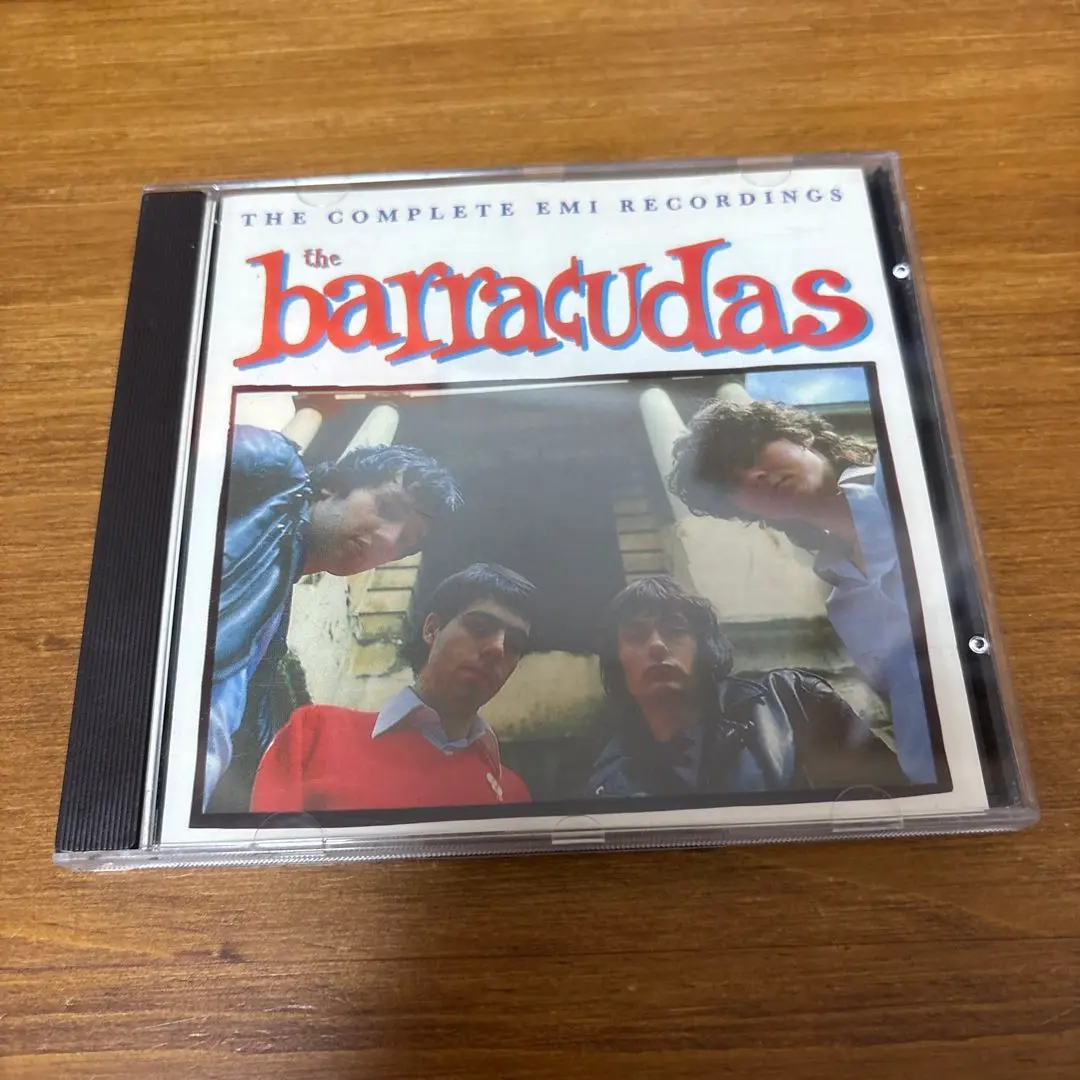 THE COMPLETE EMI RECORDINGS
the
barracudas